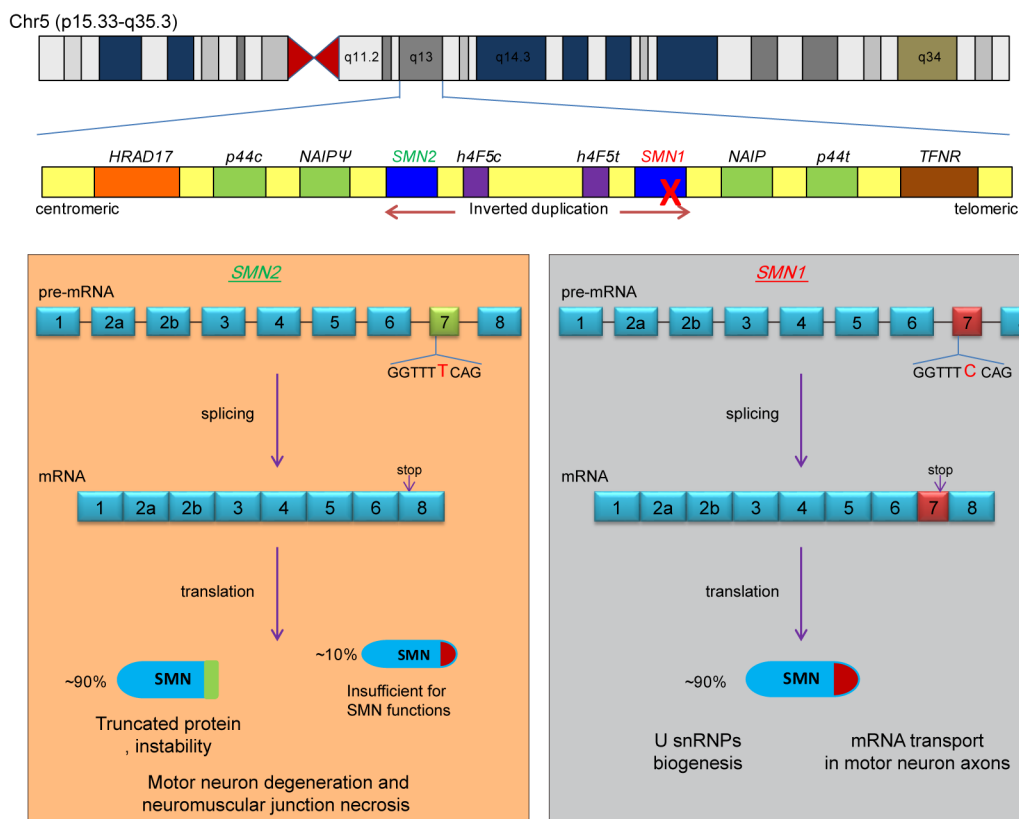 Chr5 (p15.33-q35.3)
q11.2 q13 q14.3 q34
HRAD17 p44c NAIPΨ SMN2 h4F5c h4F5t SMN1 NAIP p44t TFNR
X
centromeric Inverted duplication telomeric
SMN2
pre-mRNA
1 2a 2b 3 4 5 6 7 8
GGTTT T CAG
splicing
stop
mRNA
1 2a 2b 3 4 5 6 8
translation
~90% SMN
~10% SMN
Insufficient for
SMN functions
Truncated protein
, instability
Motor neuron degeneration and
neuromuscular junction necrosis
SMN1
pre-mRNA
1 2a 2b 3 4 5 6 7
GGTTT C CAG
splicing
stop
mRNA
1 2a 2b 3 4 5 6 7 8
translation
~90% SMN
U snRNPs
biogenesis
mRNA transport
in motor neuron axons